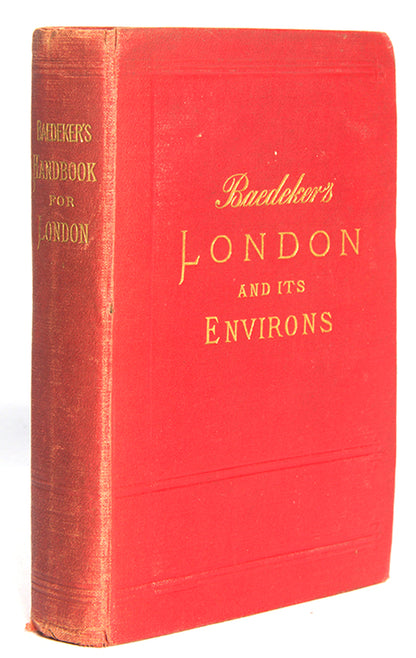 BAEDEKER'S
HANDBOOK
FOR
LONDON
Baedeker's
LONDON
AND ITS
ENVIRONS